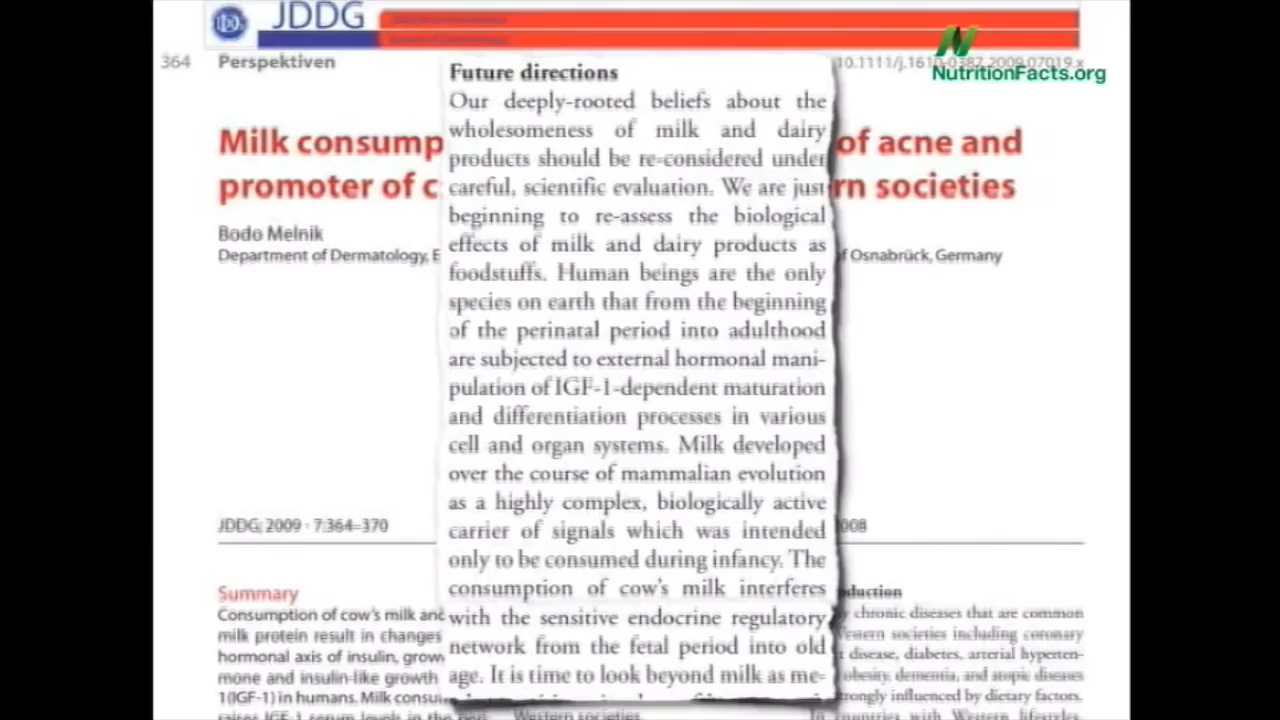 JDDG
364
Perspektiven
NutritionFacts.org
Milk consump
of acne and
promoter of c
rn societies
Bodo Melnik
Department of Dermatology, E
f Osnabrück, Germany
JDDG; 2009 · 7:364–370
008
Summary
Consumption of cow's milk and
milk protein result in changes
hormonal axis of insulin, grow
mone and insulin-like growth
1(IGF-1) in humans. Milk consu
Future directions
Our deeply-rooted beliefs about the
wholesomeness of milk and dairy
products should be re-considered under
careful, scientific evaluation. We are just
beginning to re-assess the biological
effects of milk and dairy products as
foodstuffs. Human beings are the only
species on earth that from the beginning
of the perinatal period into adulthood
are subjected to external hormonal mani-
pulation of IGF-1-dependent maturation
and differentiation processes in various
cell and organ systems. Milk developed
over the course of mammalian evolution
as a highly complex, biologically active
carrier of signals which was intended
only to be consumed during infancy. The
consumption of cow's milk interferes
with the sensitive endocrine regulatory
network from the fetal period into old
age. It is time to look beyond milk as me-
Western societies.
duction
chronic diseases that are common
estern societies including coronary
disease, diabetes, arterial hyperten-
obesity, dementia, and atopic diseases
trongly influenced by dietary factors.
In countries with Western lifestyles